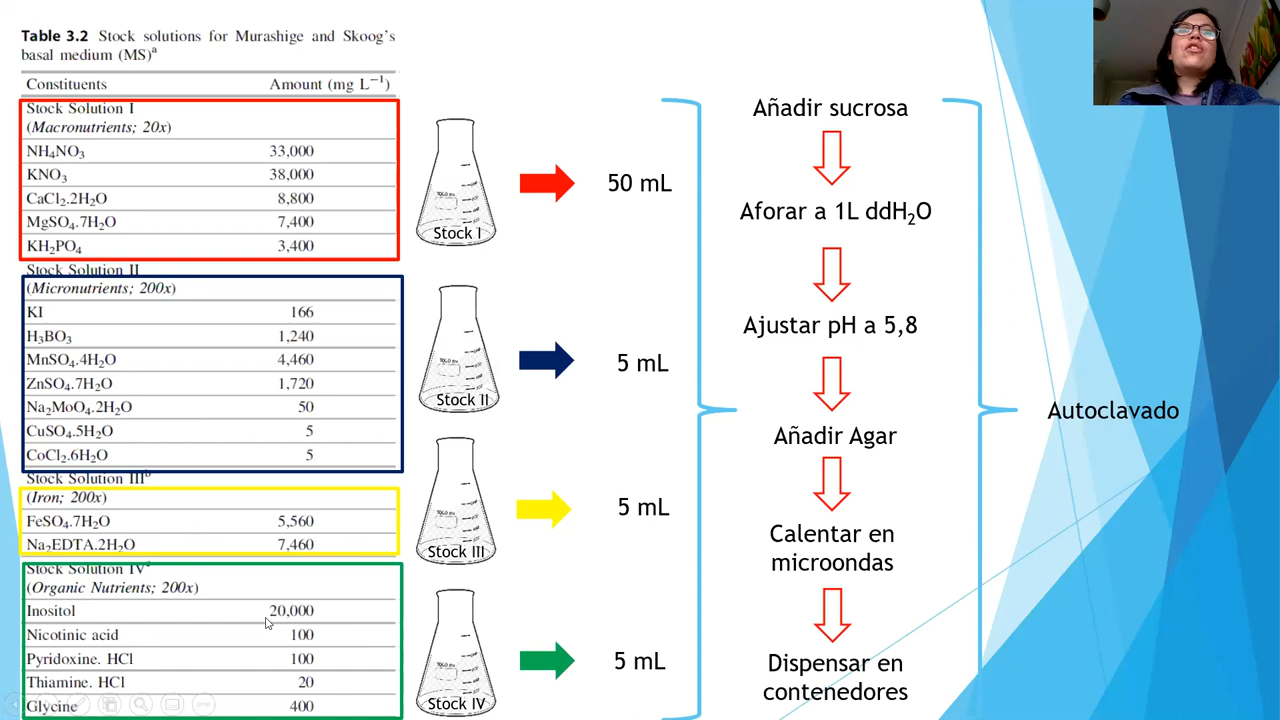 Table 3.2 Stock solutions for Murashige and Skoog's
basal medium (MS)ᵃ
Constituents Amount (mg L⁻¹)
Stock Solution I
(Macronutrients; 20x)
NH₄NO₃ 33,000
KNO₃ 38,000
CaCl₂.2H₂O 8,800
MgSO₄.7H₂O 7,400
KH₂PO₄ 3,400
Stock Solution II
(Micronutrients; 200x)
KI 166
H₃BO₃ 1,240
MnSO₄.4H₂O 4,460
ZnSO₄.7H₂O 1,720
Na₂MoO₄.2H₂O 50
CuSO₄.5H₂O 5
CoCl₂.6H₂O 5
Stock Solution IIIᵇ
(Iron; 200x)
FeSO₄.7H₂O 5,560
Na₂EDTA.2H₂O 7,460
Stock Solution IVᶜ
(Organic Nutrients; 200x)
Inositol 20,000
Nicotinic acid 100
Pyridoxine. HCl 100
Thiamine. HCl 20
Glycine 400
Stock I
50 mL
Stock II
5 mL
Stock III
5 mL
Stock IV
5 mL
Añadir sucrosa
Aforar a 1L ddH₂O
Ajustar pH a 5,8
Añadir Agar
Calentar en
microondas
Dispensar en
contenedores
Autoclavado